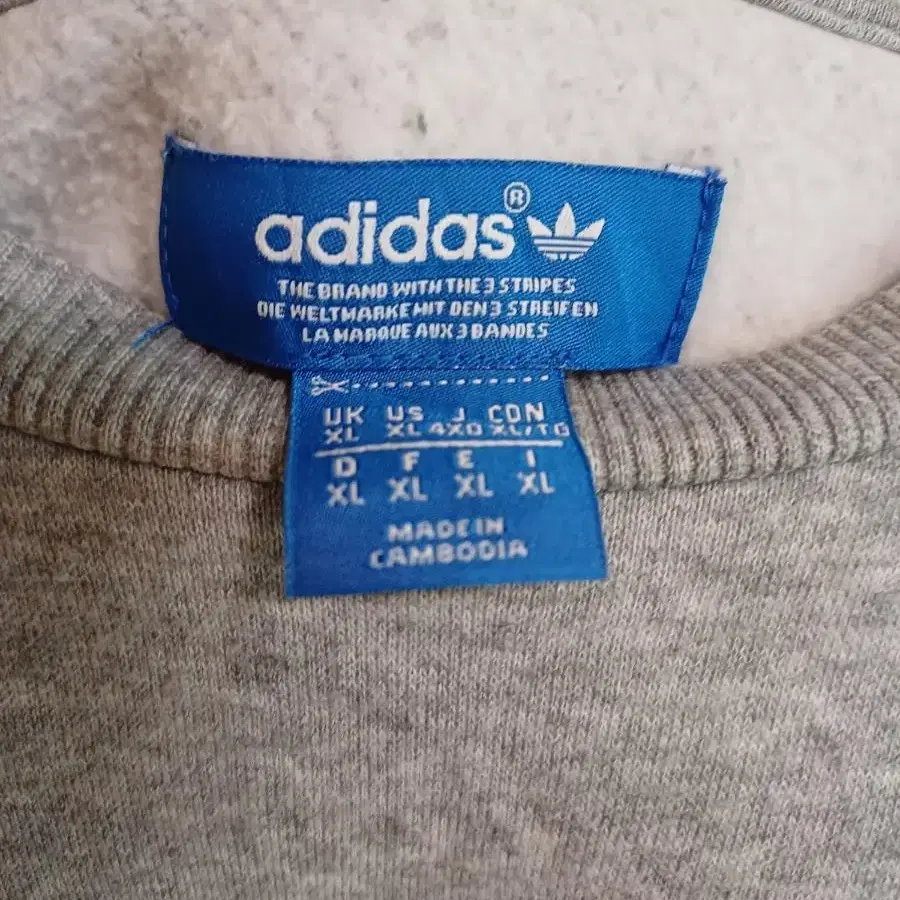 adidas®
THE BRAND WITH THE 3 STRIPES
DIE WELTMARKE MIT DEN 3 STREIFEN
LA MARQUE AUX 3 BANDES
UK US J CDN
XL XL 4XO XL/TG
D F E I
XL XL XL XL
MADE IN
CAMBODIA